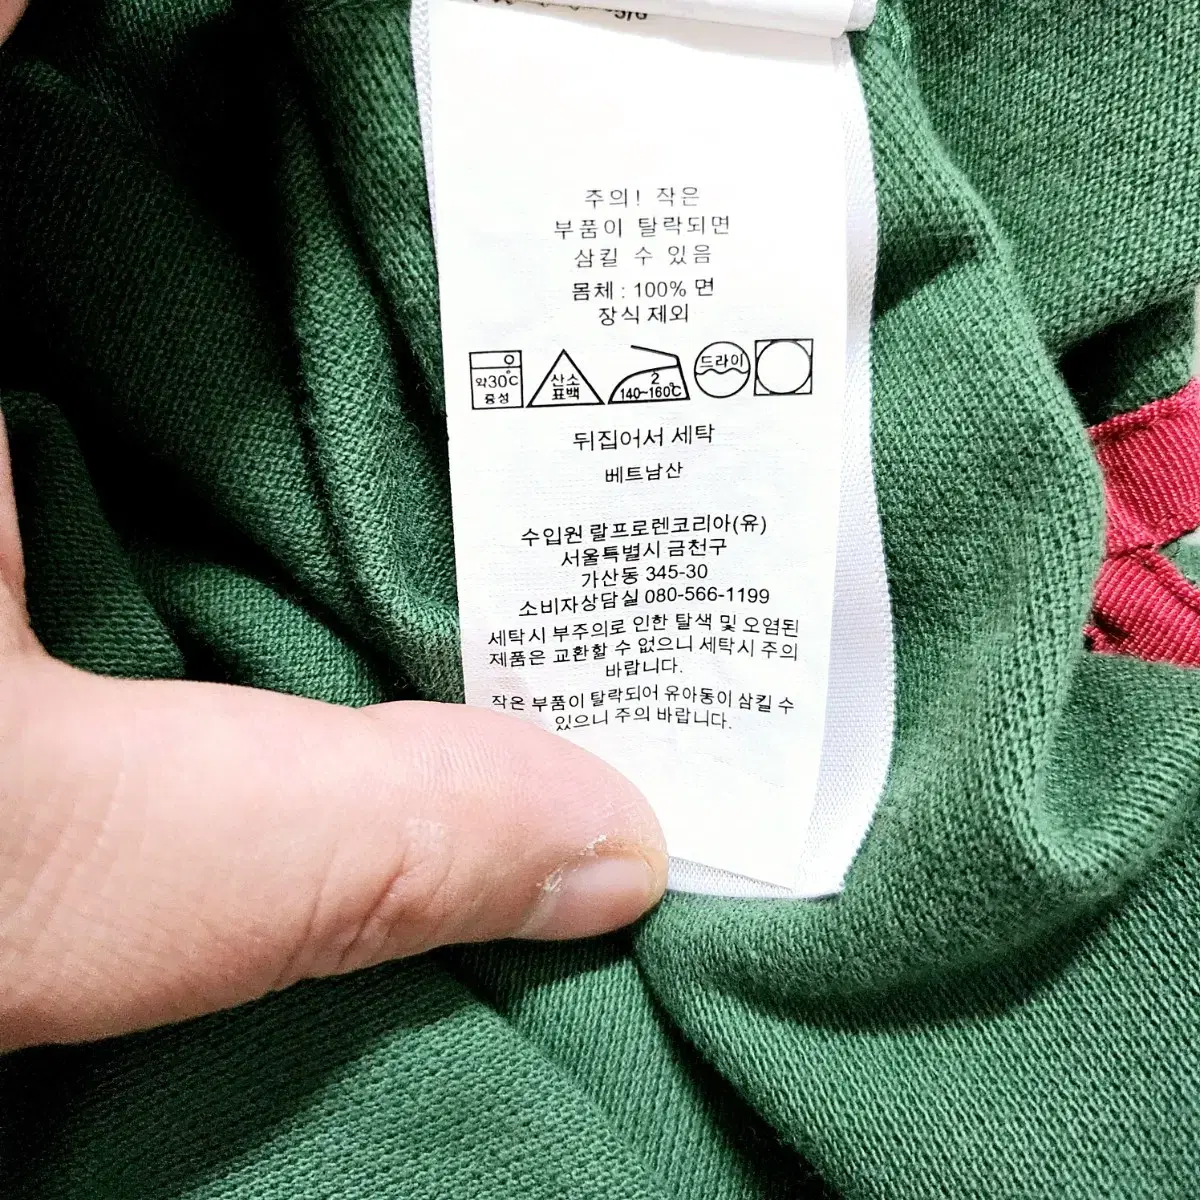 주의! 작은
부품이 탈락되면
삼킬 수 있음
몸체 : 100% 면
장식 제외
약30℃
중성
산소
표백
2
140~160℃
드라이
뒤집어서 세탁
베트남산
수입원 랄프로렌코리아(유)
서울특별시 금천구
가산동 345-30
소비자상담실 080-566-1199
세탁시 부주의로 인한 탈색 및 오염된
제품은 교환할 수 없으니 세탁시 주의
바랍니다.
작은 부품이 탈락되어 유아동이 삼킬 수
있으니 주의 바랍니다.